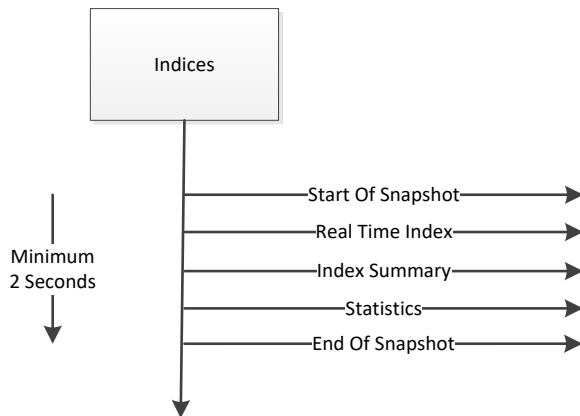 Indices
Start Of Snapshot
Real Time Index
Minimum
2 Seconds
Index Summary
Statistics
End Of Snapshot